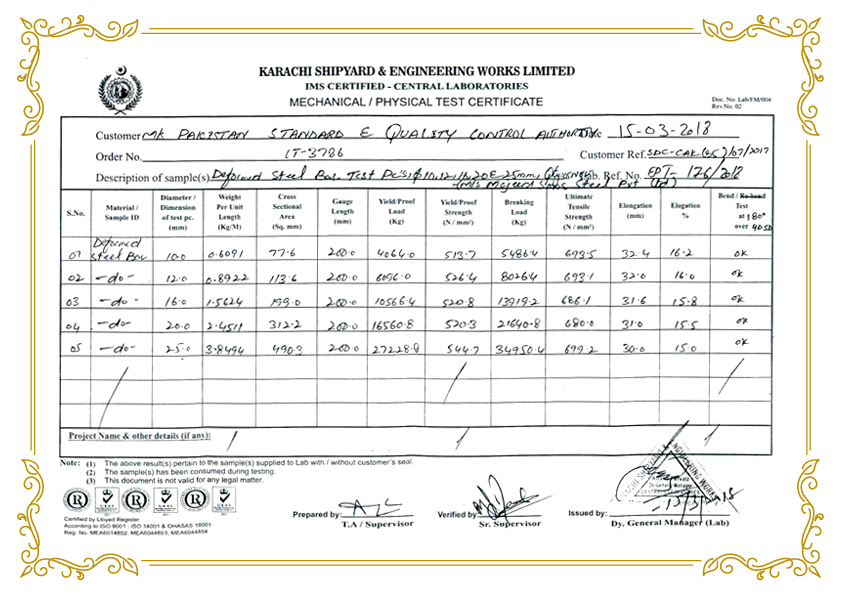 KARACHI SHIPYARD & ENGINEERING WORKS LIMITED
IMS CERTIFIED - CENTRAL LABORATORIES
MECHANICAL / PHYSICAL TEST CERTIFICATE
Doc. No: Lab/FM/004
Rev No. 02
Customer M/s PAKISTAN STANDARD & QUALITY CONTROL AUTHORITY Date 15-03-2018
Order No. LT-3786 Customer Ref. SDC-CAK(05)/07/2017
Description of sample(s) Deformed Steel Bar Test Pc's: Φ10,12,16,20 & 25mm, Lab. Ref. No. EPT- 126/2018
(M/s Majeed Sons Steel Pvt Ltd)
S.No. Material / Sample ID Diameter / Dimension of test pc. (mm) Weight Per Unit Length (Kg/M) Cross Sectional Area (Sq. mm) Gauge Length (mm) Yield/Proof Load (Kg) Yield/Proof Strength (N / mm²) Breaking Load (Kg) Ultimate Tensile Strength (N / mm²) Elongation (mm) Elogation % Bend / Re-bend Test at 180° over 4D 5D
01 Deformed Steel Bar 10.0 0.6091 77.6 200.0 4064.0 513.7 5486.4 693.5 32.4 16.2 ok
02 -do- 12.0 0.8922 113.6 200.0 6096.0 526.4 8026.4 693.1 32.0 16.0 ok
03 -do- 16.0 1.5624 199.0 200.0 10566.4 520.8 13919.2 686.1 31.6 15.8 ok
04 -do- 20.0 2.4511 312.2 200.0 16560.8 520.3 21640.8 680.0 31.0 15.5 ok
05 -do- 25.0 3.8494 490.3 200.0 27228.8 544.7 34950.4 699.2 30.0 15.0 ok
Project Name & other details (if any):
Note: (1) The above result(s) pertain to the sample(s) supplied to Lab with / without customer's seal.
(2) The sample(s) has been consumed during testing.
(3) This document is not valid for any legal matter.
Certified by Lloyed Register
According to ISO 9001 : ISO 14001 & OHASAS 18001
Reg. No. MEA6014852, MEA6044853, MEA6044854
Prepared by:
T.A / Supervisor
Verified by
Sr. Supervisor
Issued by:
Dy. General Manager (Lab)